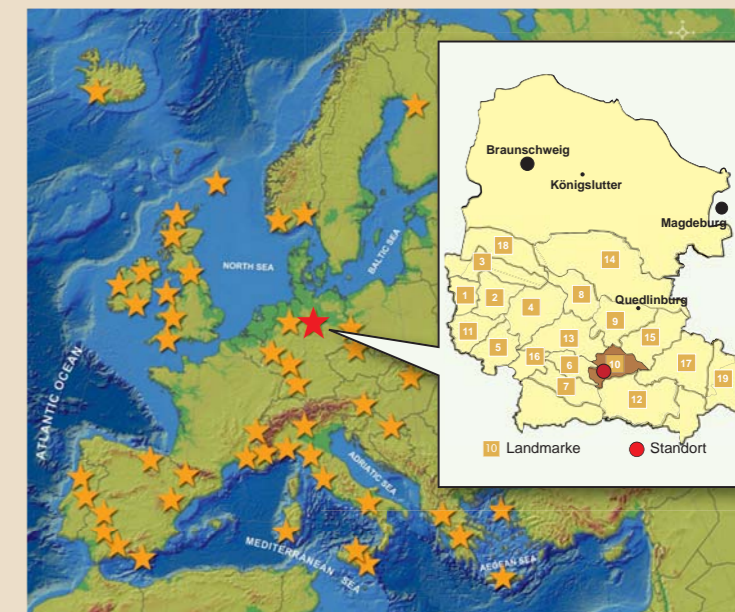 NORTH SEA
BALTIC SEA
ATLANTIC OCEAN
ADRIATIC SEA
MEDITERRANEAN SEA
AEGEAN SEA
Braunschweig
Königslutter
Magdeburg
18
14
3
1
2
8
4
Quedlinburg
9
11
13
15
5
16
6
10
17
7
19
12
10 Landmarke
Standort